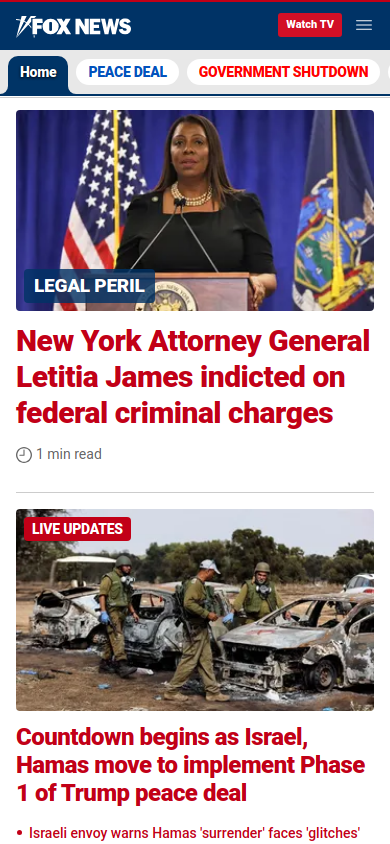 FOX NEWS
Watch TV
Home
PEACE DEAL
GOVERNMENT SHUTDOWN
LEGAL PERIL
New York Attorney General
Letitia James indicted on
federal criminal charges
1 min read
LIVE UPDATES
Countdown begins as Israel,
Hamas move to implement Phase
1 of Trump peace deal
Israeli envoy warns Hamas 'surrender' faces 'glitches'